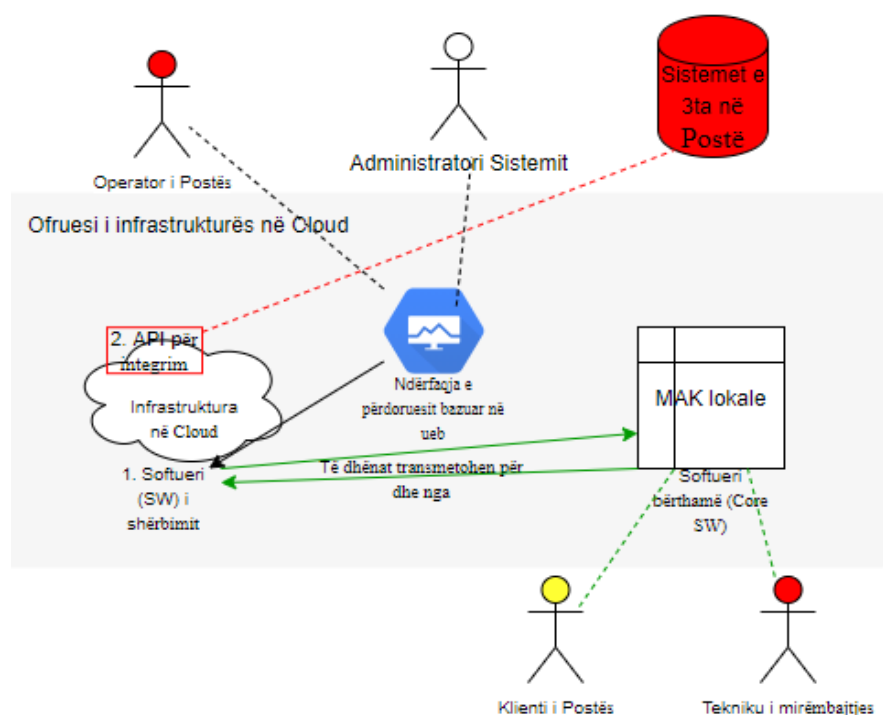 Operator i Postës
Administratori Sistemit
Sistemet e
3ta në
Postë
Ofruesi i infrastrukturës në Cloud
2. API për
integrim
Infrastruktura
në Cloud
1. Softueri
(SW) i
shërbimit
Ndërfaqja e
përdoruesit bazuar në
ueb
Të dhënat transmetohen për
dhe nga
MAK lokale
Softueri
bërthamë (Core
SW)
Klienti i Postës
Tekniku i mirëmbajtjes